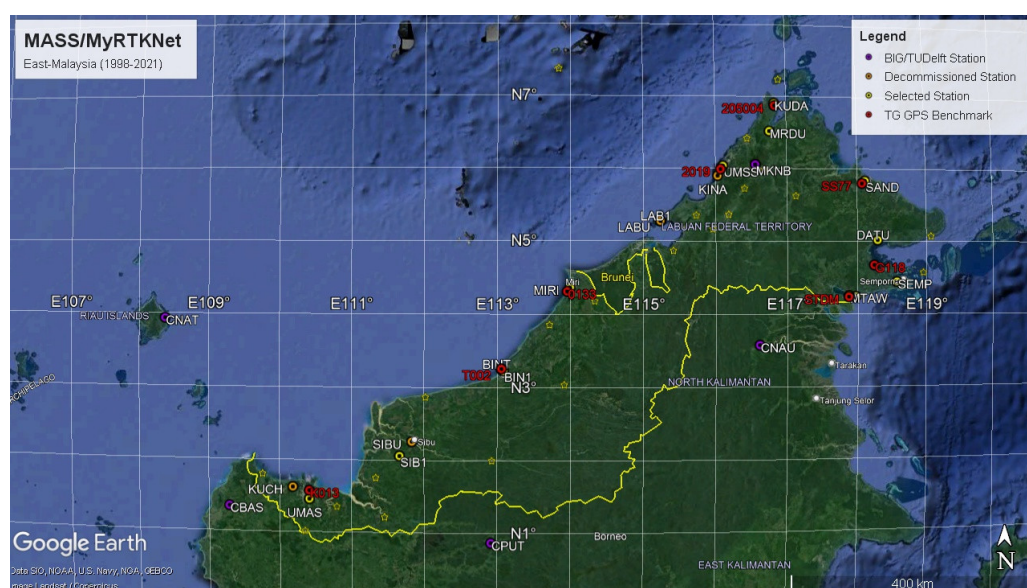 MASS/MyRTKNet
East-Malaysia (1998-2021)
Legend
BIG/TUDelft Station
Decommissioned Station
Selected Station
TG GPS Benchmark
N7°
KUDA
MRDU
2019
UMSS
MKNB
KINA
SS77
SAND
LAB1
LABU
LABUAN FEDERAL TERRITORY
DATU
N5°
Brunei
Semporna
SEMP
MIRI
Miri
MTAW
E107°
E109°
E111°
E113°
E115°
E117°
E119°
RIAU ISLANDS
CNAT
CNAU
BINT
T002
BIN1
N3°
NORTH KALIMANTAN
Tarakan
Tanjung Selor
SIBU
Sibu
SIB1
KUCH
UMAS
CBAS
N1°
CPUT
Borneo
EAST KALIMANTAN
Google Earth
Data SIO, NOAA, U.S. Navy, NGA, GEBCO
Image Landsat / Copernicus
400 km
N